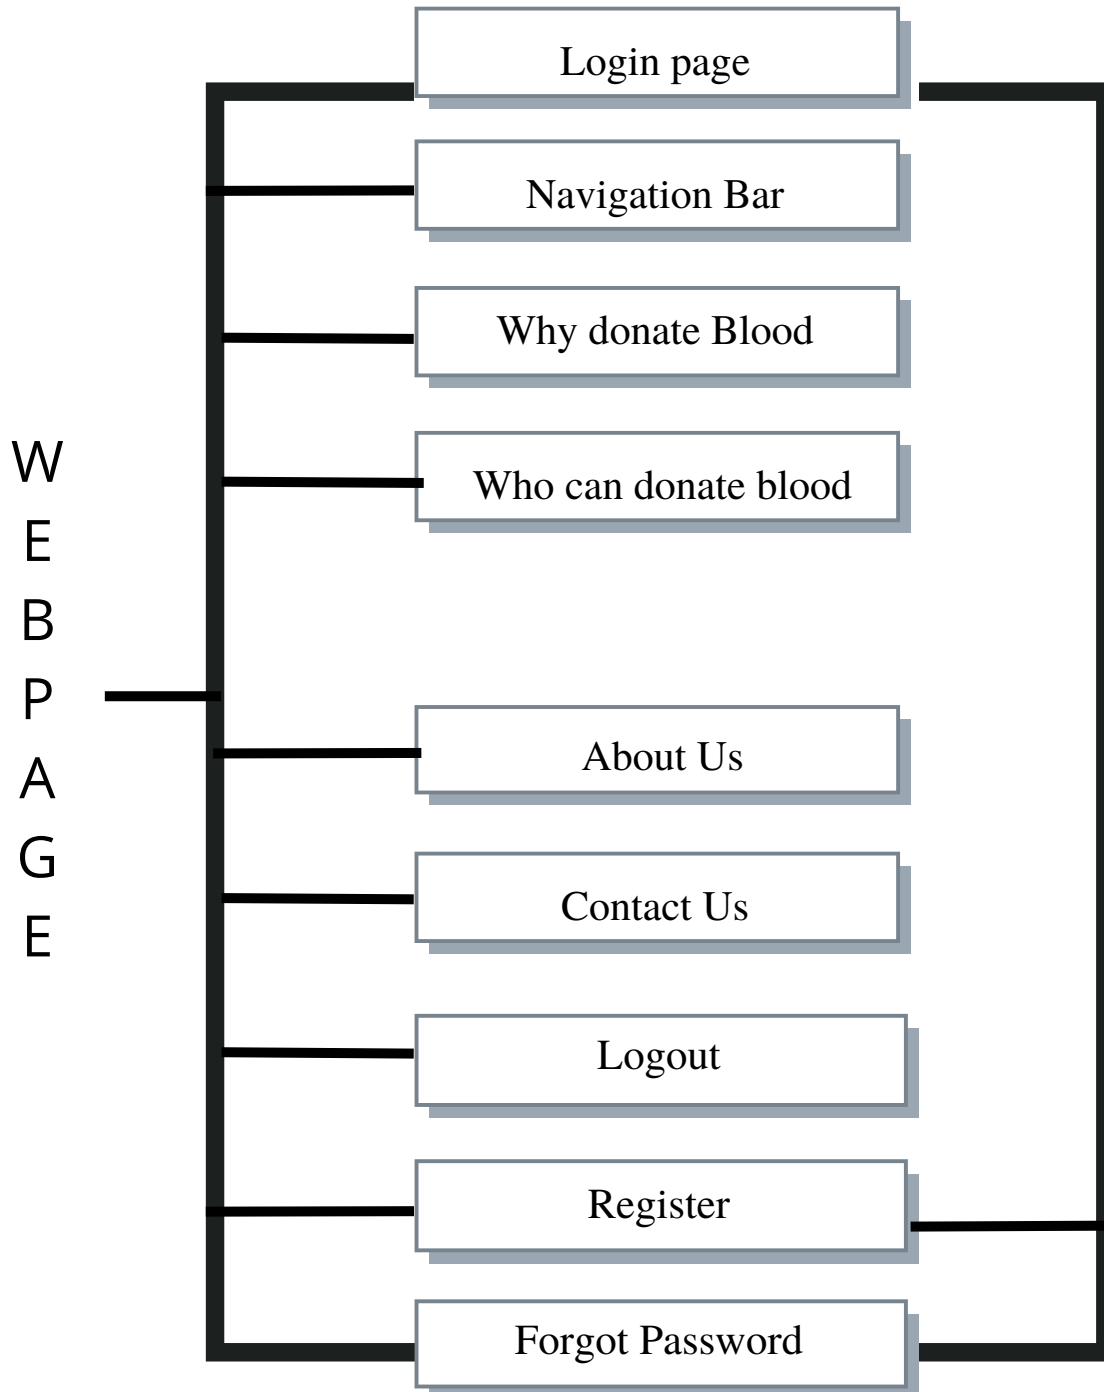 Login page
Navigation Bar
Why donate Blood
Who can donate blood
W
E
B
P
A
G
E
About Us
Contact Us
Logout
Register
Forgot Password